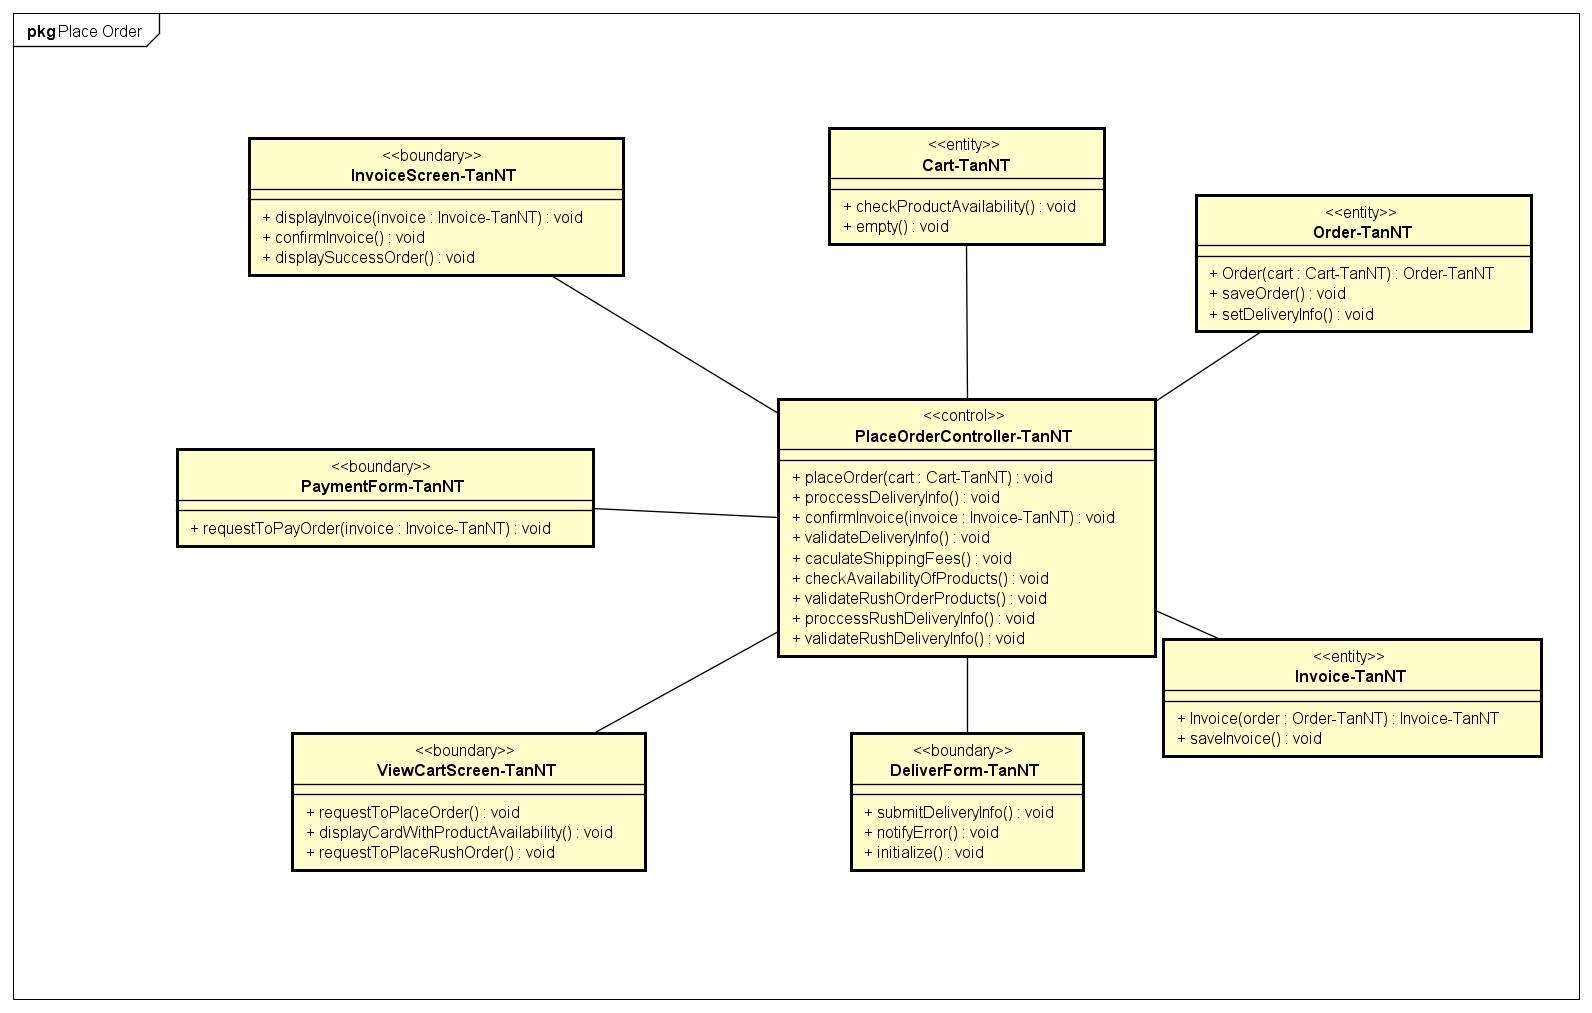 pkg Place Order
<<boundary>>
InvoiceScreen-TanNT
+ displayInvoice(invoice : Invoice-TanNT) : void
+ confirmInvoice() : void
+ displaySuccessOrder() : void
<<entity>>
Cart-TanNT
+ checkProductAvailability() : void
+ empty() : void
<<entity>>
Order-TanNT
+ Order(cart : Cart-TanNT) : Order-TanNT
+ saveOrder() : void
+ setDeliveryInfo() : void
<<boundary>>
PaymentForm-TanNT
+ requestToPayOrder(invoice : Invoice-TanNT) : void
<<control>>
PlaceOrderController-TanNT
+ placeOrder(cart : Cart-TanNT) : void
+ proccessDeliveryInfo() : void
+ confirmInvoice(invoice : Invoice-TanNT) : void
+ validateDeliveryInfo() : void
+ caculateShippingFees() : void
+ checkAvailabilityOfProducts() : void
+ validateRushOrderProducts() : void
+ proccessRushDeliveryInfo() : void
+ validateRushDeliveryInfo() : void
<<entity>>
Invoice-TanNT
+ Invoice(order : Order-TanNT) : Invoice-TanNT
+ saveInvoice() : void
<<boundary>>
ViewCartScreen-TanNT
+ requestToPlaceOrder() : void
+ displayCardWithProductAvailability() : void
+ requestToPlaceRushOrder() : void
<<boundary>>
DeliverForm-TanNT
+ submitDeliveryInfo() : void
+ notifyError() : void
+ initialize() : void